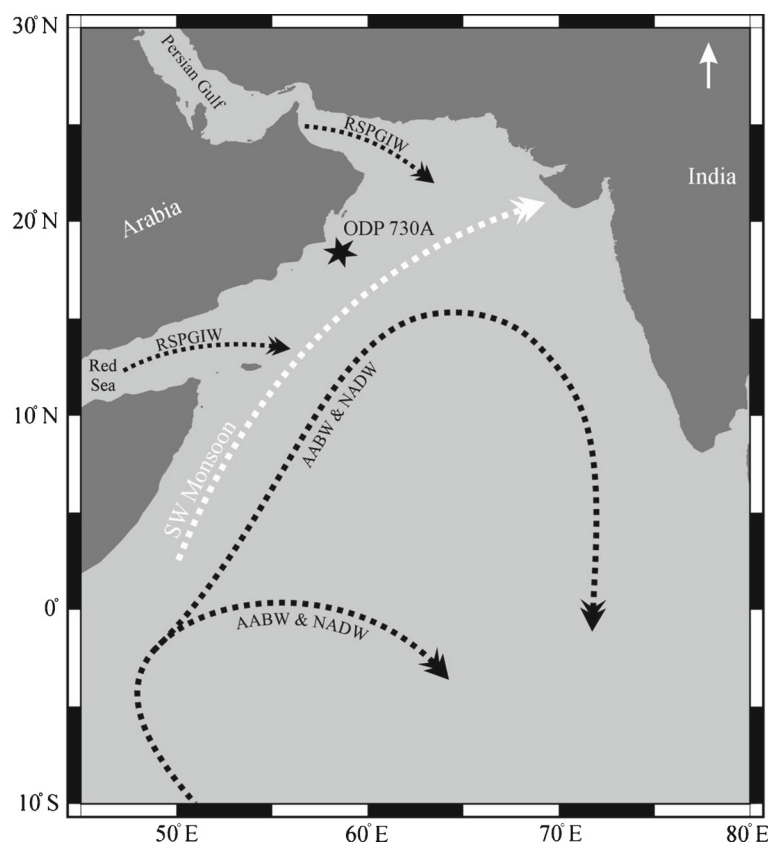 30°N
Persian Gulf
RSPGIW
India
Arabia
20°N
ODP 730A
RSPGIW
Red
Sea
10°N
AABW & NADW
SW Monsoon
0°
AABW & NADW
10°S
50°E
60°E
70°E
80°E